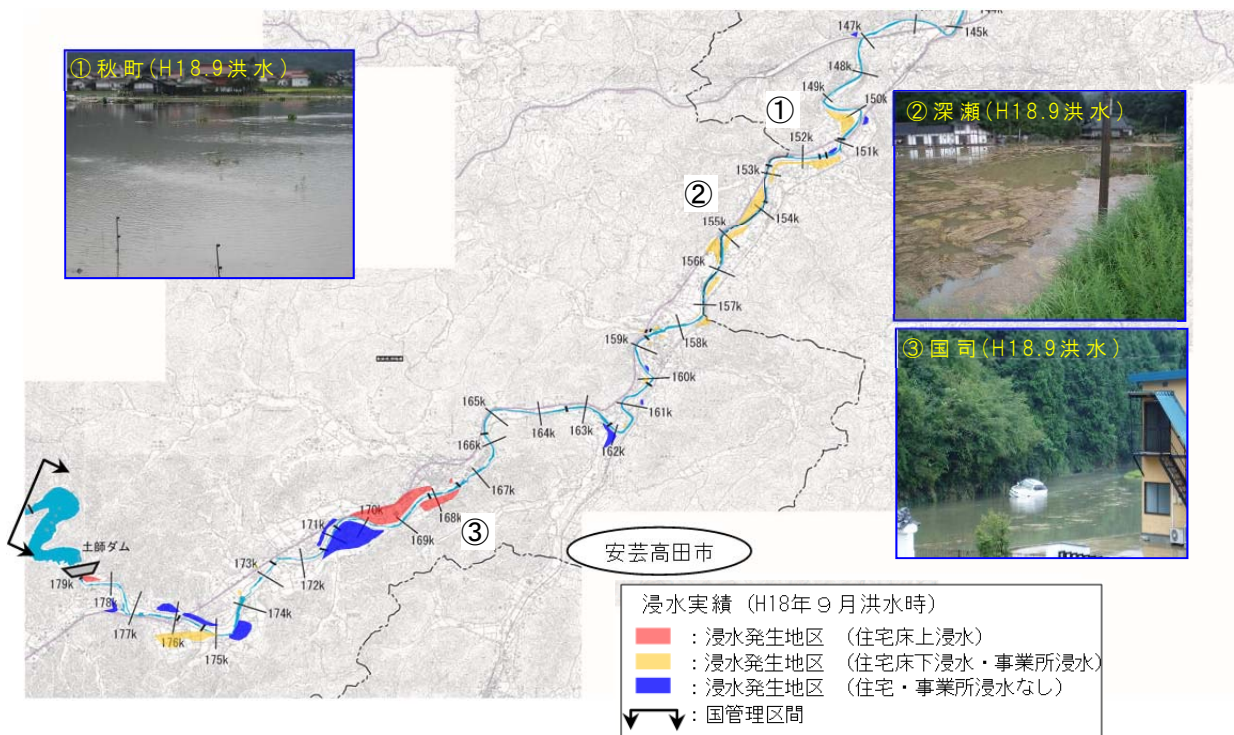 ①秋町(H18.9洪水)
②深瀬(H18.9洪水)
③国司(H18.9洪水)
145k
147k
148k
149k
150k
①
152k
151k
153k
②
154k
155k
156k
157k
158k
159k
160k
161k
162k
163k
164k
165k
166k
167k
168k
169k
170k
171k
③
172k
173k
174k
175k
176k
177k
178k
179k
土師ダム
安芸高田市
浸水実績 (H18年9月洪水時)
:浸水発生地区 (住宅床上浸水)
:浸水発生地区 (住宅床下浸水・事業所浸水)
:浸水発生地区 (住宅・事業所浸水なし)
:国管理区間